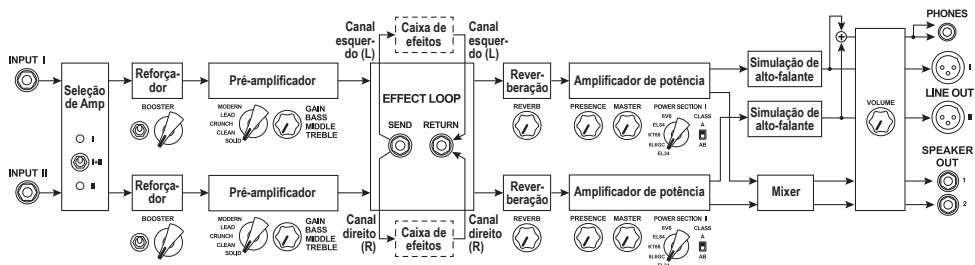 INPUT I
INPUT II
Seleção
de Amp
I
I+II
II
Reforça-
dor
BOOSTER
Pré-amplificador
MODERN
LEAD
CRUNCH
CLEAN
SOLID
GAIN
BASS
MIDDLE
TREBLE
Canal
esquer-
do (L)
Caixa de
efeitos
Canal
esquer-
do (L)
EFFECT LOOP
SEND
RETURN
Rever-
beração
REVERB
Amplificador de potência
PRESENCE
MASTER
POWER SECTION I
6V6
EL84
KT88
6L6GC
EL34
CLASS
A
AB
Simulação de
alto-falante
Simulação de
alto-falante
VOLUME
PHONES
I
LINE OUT
II
SPEAKER
OUT
1
2
Mixer
Reforça-
dor
BOOSTER
Pré-amplificador
MODERN
LEAD
CRUNCH
CLEAN
SOLID
GAIN
BASS
MIDDLE
TREBLE
Canal
direito
(R)
Caixa de
efeitos
Canal
direito
(R)
Rever-
beração
REVERB
Amplificador de potência
PRESENCE
MASTER
POWER SECTION I
6V6
EL84
KT88
6L6GC
EL34
CLASS
A
AB